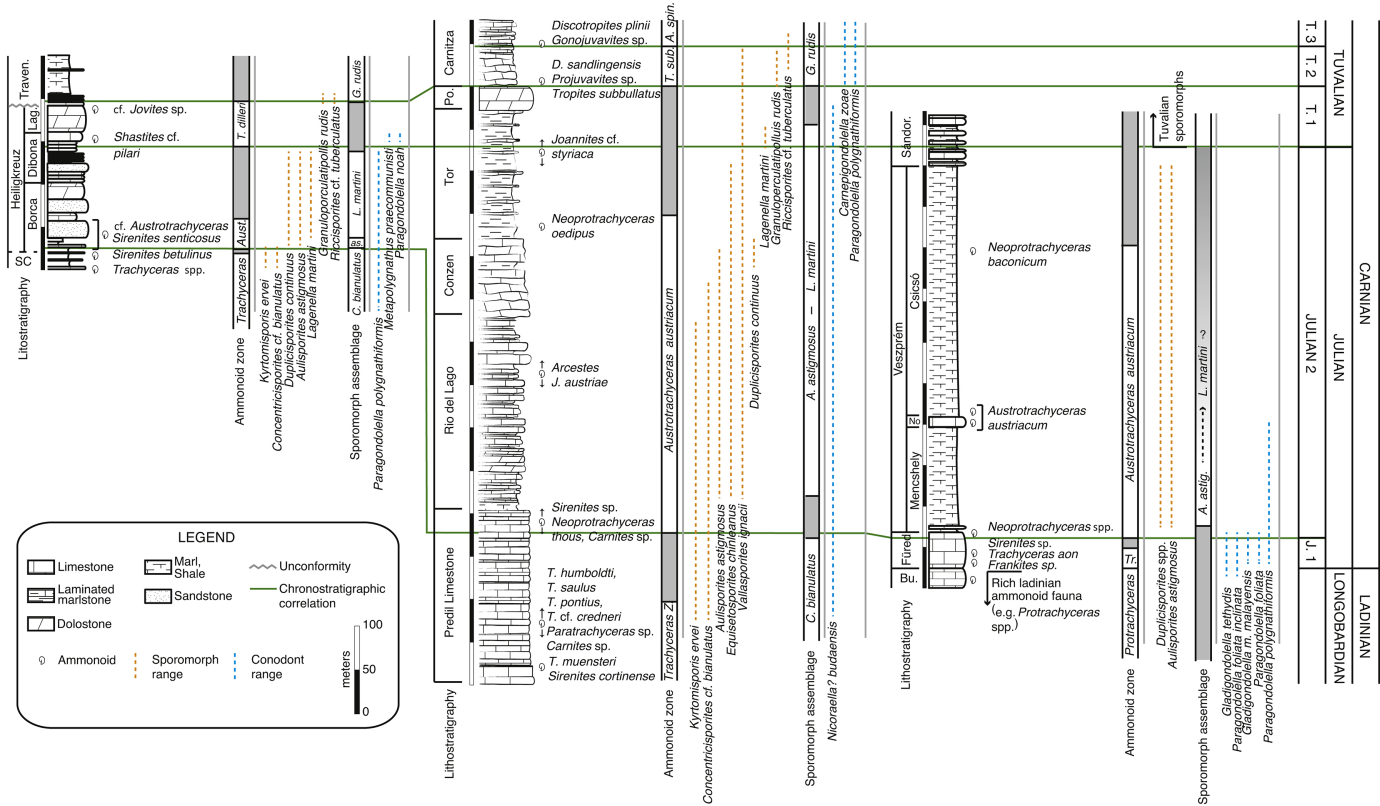 Traven.
Lag.
Dibona
Borca
Heiligkreuz
SC
Litostratigraphy
cf. Jovites sp.
Shastites cf.
pilari
cf. Austrotrachyceras
Sirenites senticosus
Sirenites betulinus
Trachyceras spp.
T. dilleri
Aust.
Trachyceras
Ammonoid zone
Kyrtomisporis ervei
Concentricisporites cf. bianulatus
Duplicisporites continuus
Aulisporites astigmosus
Lagenella martini
Granuloporculatipollis rudis
Riccisporites cf. tuberculatus
G. rudis
L. martini
as.
C. bianulatus
Sporomorph assemblage
Paragondolella polygnathiformis
Metapolygnathus praecommunisti
Paragondolella noah
Carnitza
Po.
Tor
Conzen
Rio del Lago
Predil Limestone
Lithostratigraphy
Discotropites plinii
Gonojuvavites sp.
D. sandlingensis
Projuvavites sp.
Tropites subbullatus
Joannites cf.
styriaca
Neoprotrachyceras
oedipus
Arcestes
J. austriae
Sirenites sp.
Neoprotrachyceras
thous, Carnites sp.
T. humboldti,
T. saulus
T. pontius,
T. cf. credneri
Paratrachyceras sp.
Carnites sp.
T. muensteri
Sirenites cortinense
A. spin.
T. sub.
Austrotrachyceras austriacum
Trachyceras Z
Ammonoid zone
Kyrtomisporis ervei
Concentricisporites cf. bianulatus
Aulisporites astigmosus
Equisetosporites chinleanus
Vallasporites ignacii
Duplicisporites continuus
Lagenella martini
Granuloperculatipollis rudis
Riccisporites cf. tuberculatus
G. rudis
A. astigmosus – L. martini
C. bianulatus
Sporomorph assemblage
Nicoraella? budaensis
Carnepigondolella zoae
Paragondolella polygnathiformis
Sandor.
Csicsó
Veszprém
No
Mencshely
Füred
Bu.
Lithostratigraphy
Neoprotrachyceras
baconicum
Austrotrachyceras
austriacum
Neoprotrachyceras spp.
Sirenites sp.
Trachyceras aon
Frankites sp.
Rich ladinian
ammonoid fauna
(e.g. Protrachyceras
spp.)
Austrotrachyceras austriacum
Tr.
Protrachyceras
Ammonoid zone
Duplicisporites spp.
Aulisporites astigmosus
Tuvalian
sporomorphs
A. astig.
L. martini ?
Sporomorph assemblage
Gladigondolella tethydis
Paragondolella foliata inclinata
Gladigondolella m. malayensis
Paragondolella foliata
Paragondolella polygnathiformis
T. 3
T. 2
T. 1
JULIAN 2
J. 1
TUVALIAN
JULIAN
LONGOBARDIAN
CARNIAN
LADINIAN
LEGEND
Limestone
Laminated
marlstone
Dolostone
Marl,
Shale
Sandstone
Unconformity
Chronostratigraphic
correlation
Ammonoid
Sporomorph
range
Conodont
range
meters
100
50
0